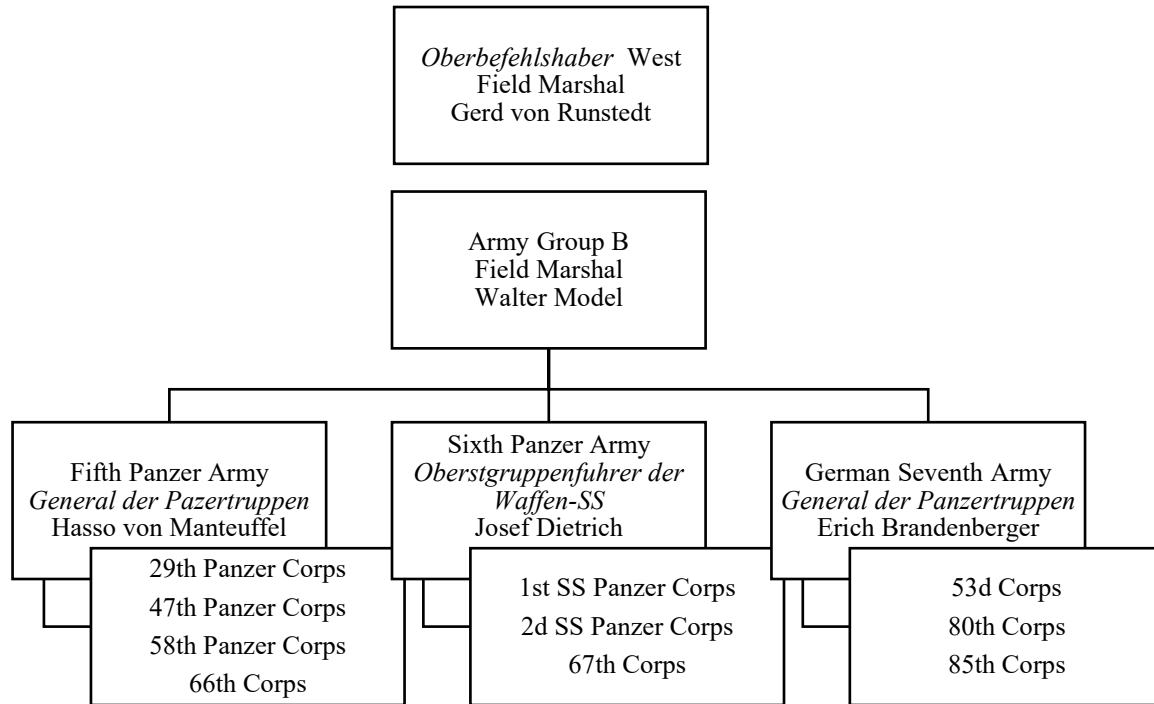 Oberbefehlshaber West
Field Marshal
Gerd von Runstedt
Army Group B
Field Marshal
Walter Model
Fifth Panzer Army
General der Pazertruppen
Hasso von Manteuffel
29th Panzer Corps
47th Panzer Corps
58th Panzer Corps
66th Corps
Sixth Panzer Army
Oberstgruppenfuhrer der
Waffen-SS
Josef Dietrich
1st SS Panzer Corps
2d SS Panzer Corps
67th Corps
German Seventh Army
General der Panzertruppen
Erich Brandenberger
53d Corps
80th Corps
85th Corps